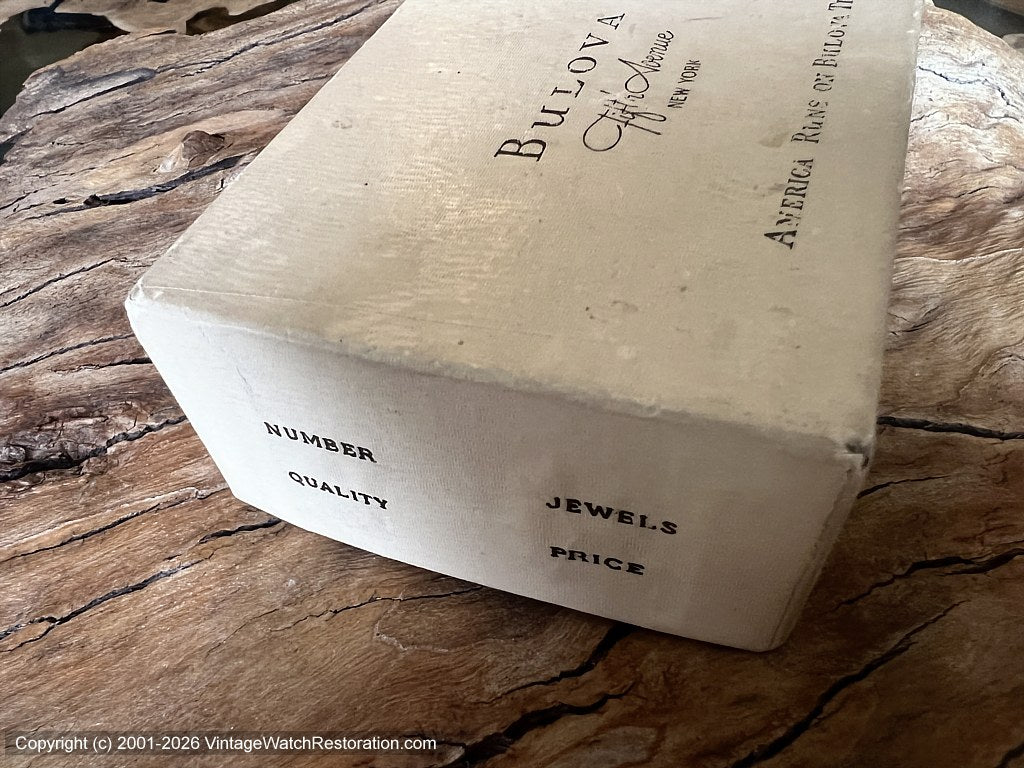 BULOVA
Fifth Avenue
NEW YORK
AMERICA RUNS ON BULOVA
NUMBER
QUALITY
JEWELS
PRICE
Copyright (c) 2001-2026 VintageWatchRestoration.com